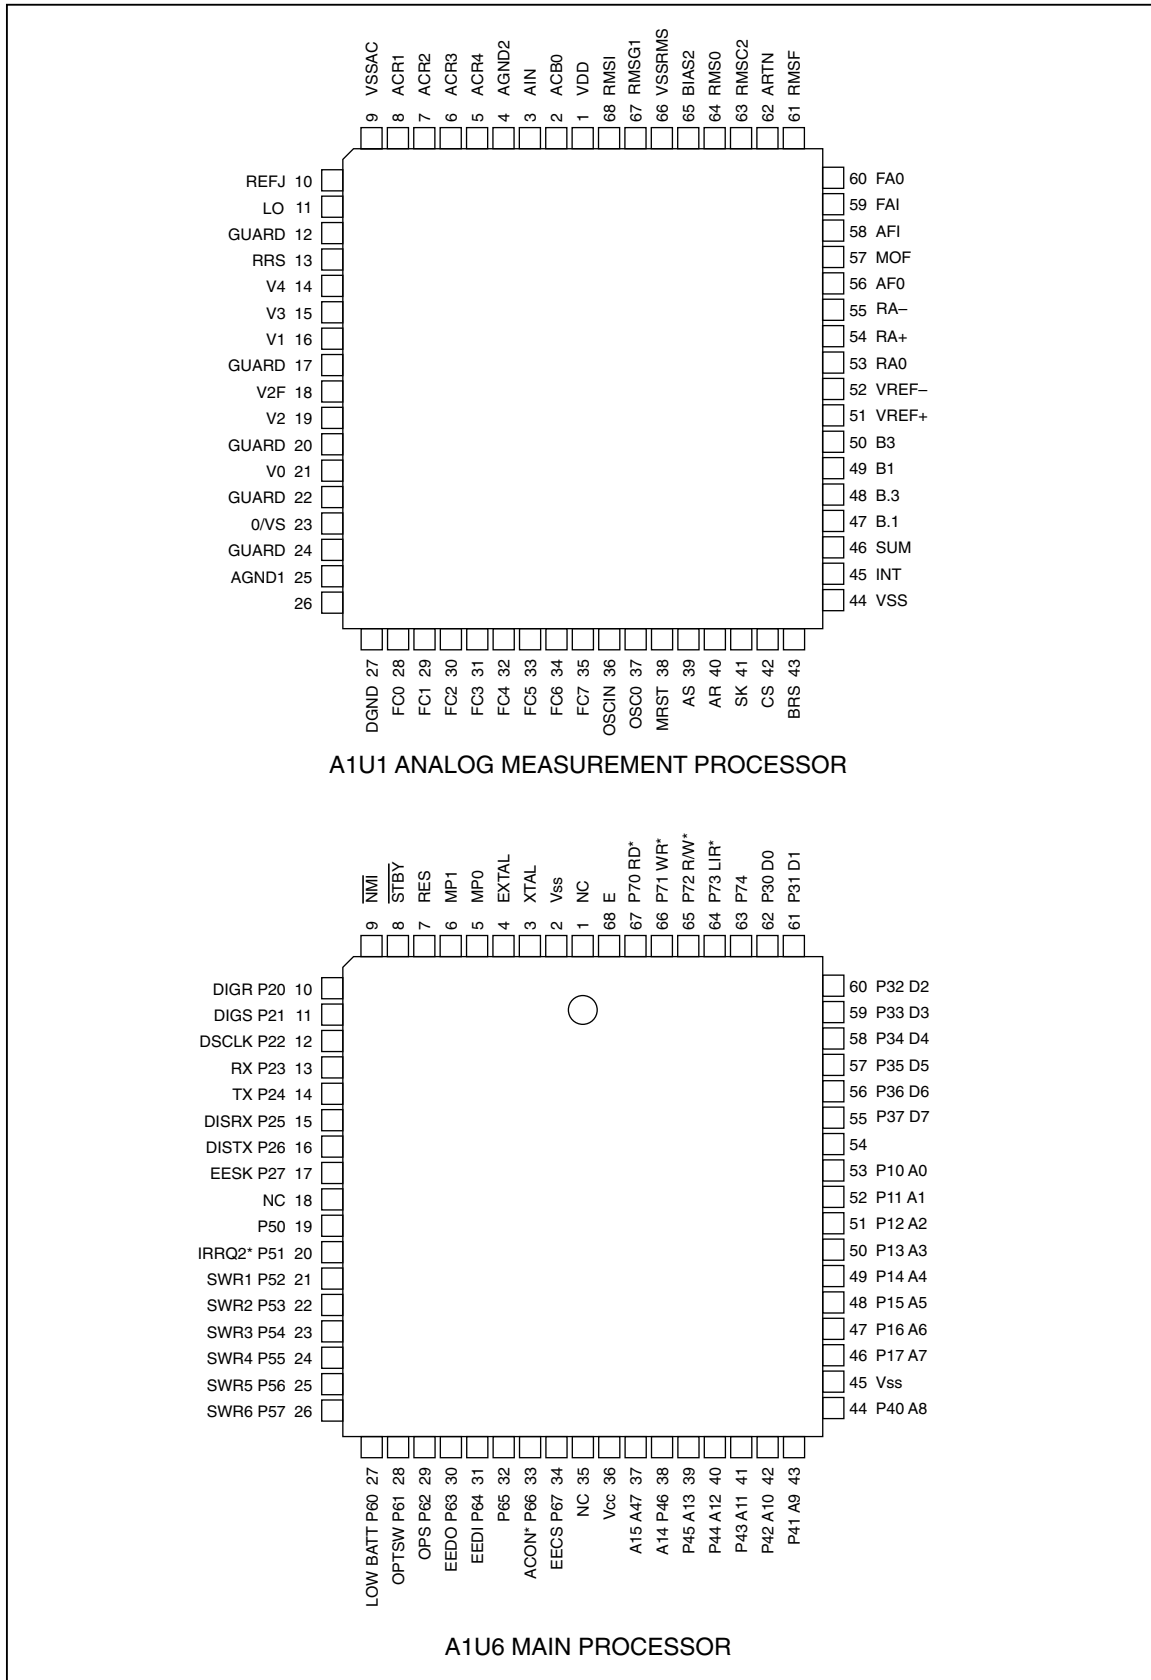 9 VSSAC
8 ACR1
7 ACR2
6 ACR3
5 ACR4
4 AGND2
3 AIN
2 ACB0
1 VDD
68 RMSI
67 RMSG1
66 VSSRMS
65 BIAS2
64 RMS0
63 RMSC2
62 ARTN
61 RMSF
REFJ 10
LO 11
GUARD 12
RRS 13
V4 14
V3 15
V1 16
GUARD 17
V2F 18
V2 19
GUARD 20
V0 21
GUARD 22
0/VS 23
GUARD 24
AGND1 25
26
60 FA0
59 FAI
58 AFI
57 MOF
56 AF0
55 RA–
54 RA+
53 RA0
52 VREF–
51 VREF+
50 B3
49 B1
48 B.3
47 B.1
46 SUM
45 INT
44 VSS
DGND 27
FC0 28
FC1 29
FC2 30
FC3 31
FC4 32
FC5 33
FC6 34
FC7 35
OSCIN 36
OSC0 37
MRST 38
AS 39
AR 40
SK 41
CS 42
BRS 43
A1U1 ANALOG MEASUREMENT PROCESSOR
9 NMI
8 STBY
7 RES
6 MP1
5 MP0
4 EXTAL
3 XTAL
2 Vss
1 NC
68 E
67 P70 RD*
66 P71 WR*
65 P72 R/W*
64 P73 LIR*
63 P74
62 P30 D0
61 P31 D1
DIGR P20 10
DIGS P21 11
DSCLK P22 12
RX P23 13
TX P24 14
DISRX P25 15
DISTX P26 16
EESK P27 17
NC 18
P50 19
IRRQ2* P51 20
SWR1 P52 21
SWR2 P53 22
SWR3 P54 23
SWR4 P55 24
SWR5 P56 25
SWR6 P57 26
60 P32 D2
59 P33 D3
58 P34 D4
57 P35 D5
56 P36 D6
55 P37 D7
54
53 P10 A0
52 P11 A1
51 P12 A2
50 P13 A3
49 P14 A4
48 P15 A5
47 P16 A6
46 P17 A7
45 Vss
44 P40 A8
LOW BATT P60 27
OPTSW P61 28
OPS P62 29
EEDO P63 30
EEDI P64 31
P65 32
ACON* P66 33
EECS P67 34
NC 35
Vcc 36
A15 A47 37
A14 P46 38
P45 A13 39
P44 A12 40
P43 A11 41
P42 A10 42
P41 A9 43
A1U6 MAIN PROCESSOR